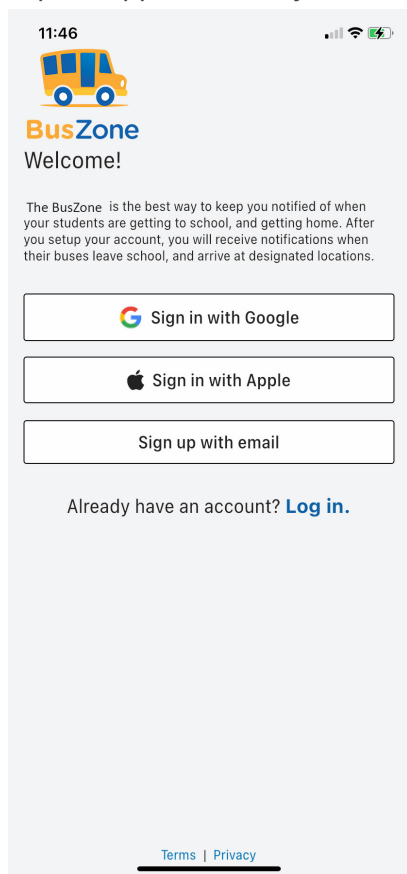 11:46
BusZone
Welcome!
The BusZone is the best way to keep you notified of when
your students are getting to school, and getting home. After
you setup your account, you will receive notifications when
their buses leave school, and arrive at designated locations.
Sign in with Google
Sign in with Apple
Sign up with email
Already have an account? Log in.
Terms | Privacy